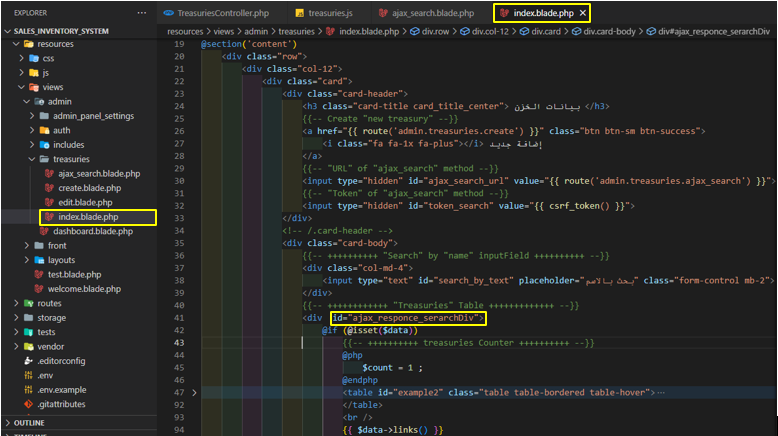 EXPLORER
SALES_INVENTORY_SYSTEM
resources
css
js
views
admin
admin_panel_settings
auth
includes
treasuries
ajax_search.blade.php
create.blade.php
edit.blade.php
index.blade.php
dashboard.blade.php
front
layouts
test.blade.php
welcome.blade.php
routes
storage
tests
vendor
.editorconfig
.env
.env.example
.gitattributes
OUTLINE
TreasuriesController.php
treasuries.js
ajax_search.blade.php
index.blade.php
resources > views > admin > treasuries > index.blade.php > div.row > div.col-12 > div.card > div.card-body > div#ajax_responce_serarchDiv
19 @section('content')
20 <div class="row">
21 <div class="col-12">
22 <div class="card">
23 <div class="card-header">
24 <h3 class="card-title card_title_center"> بيانات الخزن </h3>
25 {{-- Create "new treasury" --}}
26 <a href="{{ route('admin.treasuries.create') }}" class="btn btn-sm btn-success">
27 <i class="fa fa-1x fa-plus"></i> إضافة جديد
28 </a>
29 {{-- "URL" of "ajax_search" method --}}
30 <input type="hidden" id="ajax_search_url" value="{{ route('admin.treasuries.ajax_search') }}">
31 {{-- "Token" of "ajax_search" method --}}
32 <input type="hidden" id="token_search" value="{{ csrf_token() }}">
33 </div>
34 <!-- /.card-header -->
35 <div class="card-body">
36 {{-- ++++++++++ "Search" by "name" inputField ++++++++++ --}}
37 <div class="col-md-4">
38 <input type="text" id="search_by_text" placeholder="بحث بالاسم" class="form-control mb-2">
39 </div>
40 {{-- ++++++++++++ "Treasuries" Table +++++++++++++ --}}
41 <div id="ajax_responce_serarchDiv">
42 @if (@isset($data))
43 {{-- ++++++++++ treasuries Counter ++++++++++ --}}
44 @php
45 $count = 1 ;
46 @endphp
47 <table id="example2" class="table table-bordered table-hover">…
92 </table>
93 <br />
94 {{ $data->links() }}